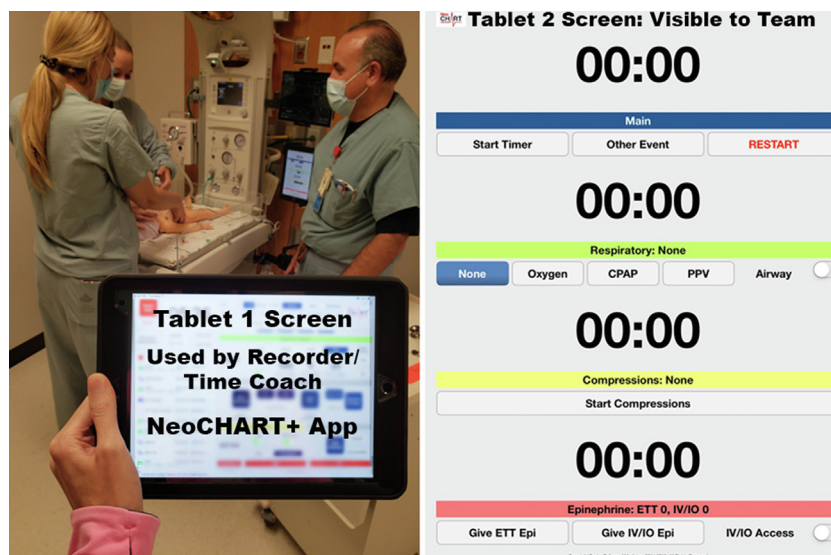 Tablet 1 Screen
Used by Recorder/
Time Coach
NeoCHART+ App
CHART Tablet 2 Screen: Visible to Team
00:00
Main
Start Timer Other Event RESTART
00:00
Respiratory: None
None Oxygen CPAP PPV Airway
00:00
Compressions: None
Start Compressions
00:00
Epinephrine: ETT 0, IV/IO 0
Give ETT Epi Give IV/IO Epi IV/IO Access